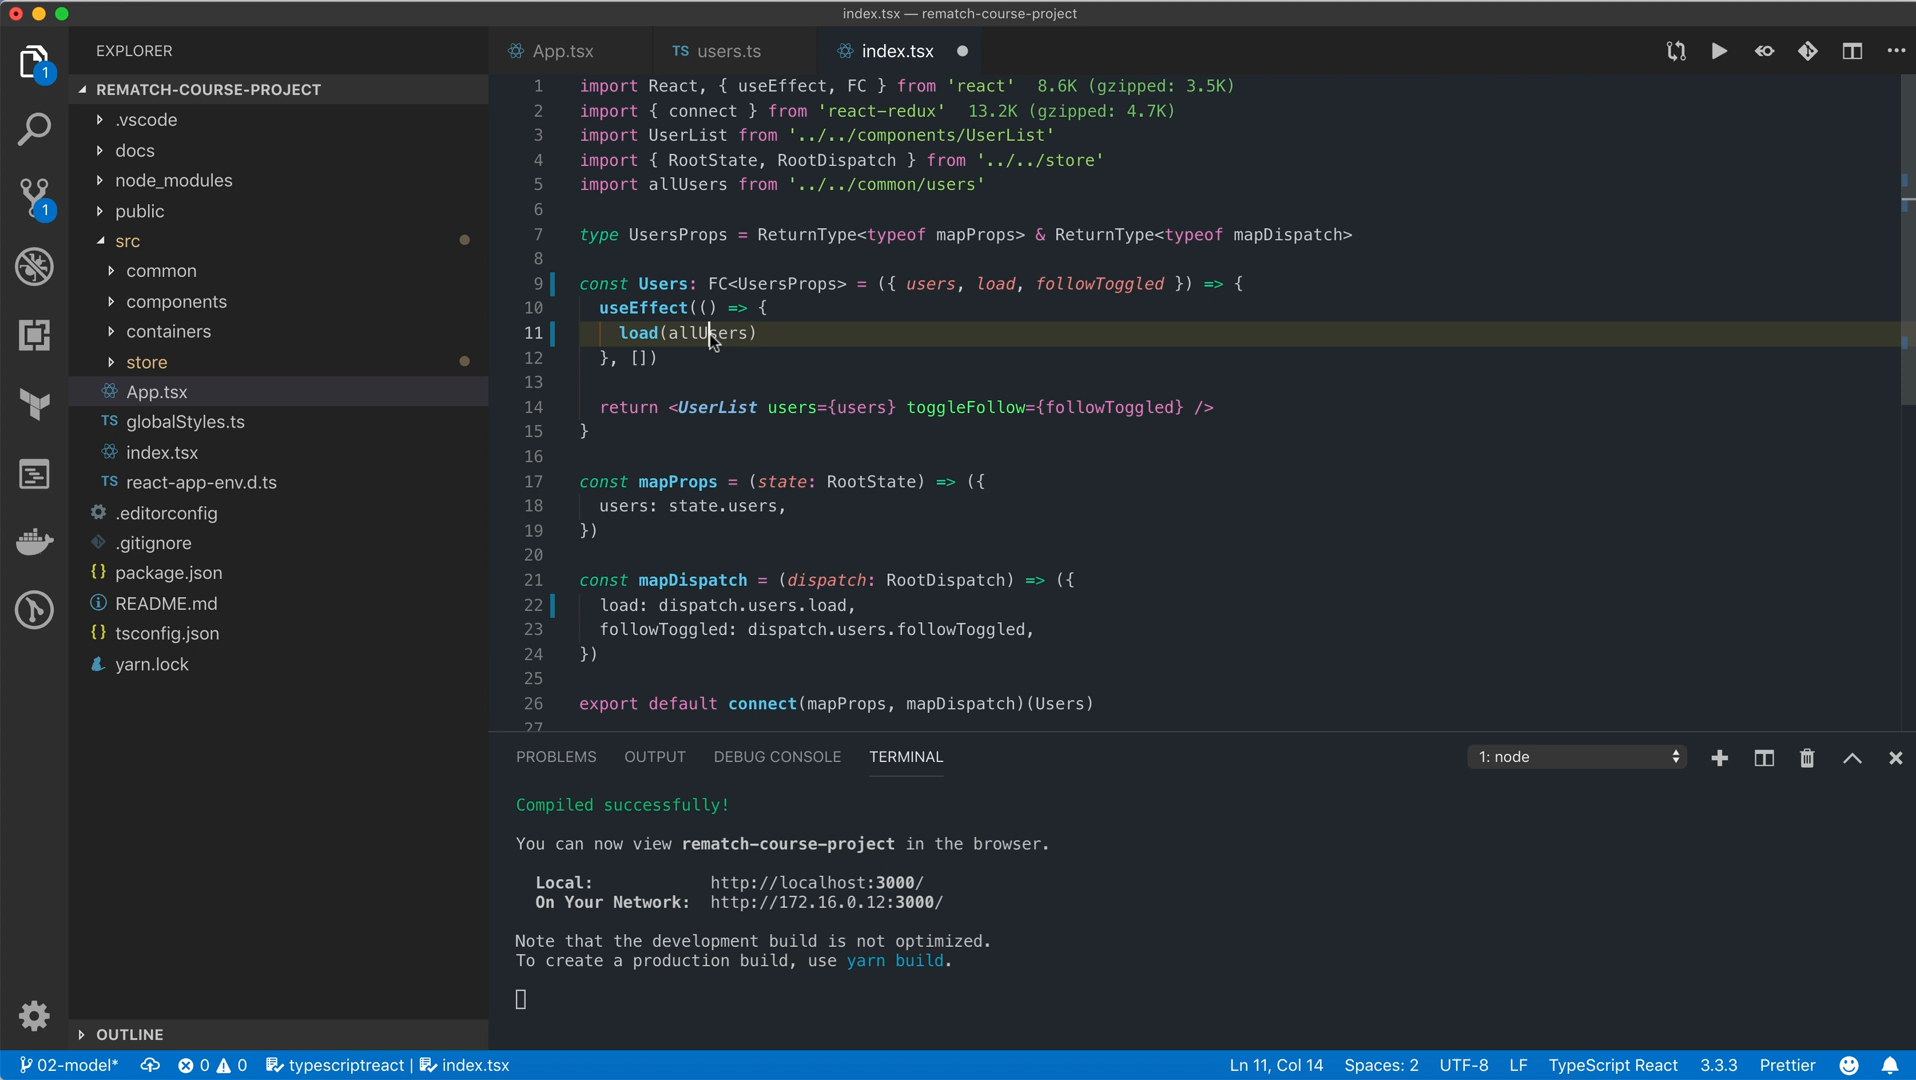 index.tsx — rematch-course-project
EXPLORER
REMATCH-COURSE-PROJECT
.vscode
docs
node_modules
public
src
common
components
containers
store
App.tsx
TS globalStyles.ts
index.tsx
TS react-app-env.d.ts
.editorconfig
.gitignore
{} package.json
README.md
{} tsconfig.json
yarn.lock
OUTLINE
1
1
App.tsx
TS users.ts
index.tsx
1 import React, { useEffect, FC } from 'react' 8.6K (gzipped: 3.5K)
2 import { connect } from 'react-redux' 13.2K (gzipped: 4.7K)
3 import UserList from '../../components/UserList'
4 import { RootState, RootDispatch } from '../../store'
5 import allUsers from '../../common/users'
6
7 type UsersProps = ReturnType<typeof mapProps> & ReturnType<typeof mapDispatch>
8
9 const Users: FC<UsersProps> = ({ users, load, followToggled }) => {
10 useEffect(() => {
11 load(allUsers)
12 }, [])
13
14 return <UserList users={users} toggleFollow={followToggled} />
15 }
16
17 const mapProps = (state: RootState) => ({
18 users: state.users,
19 })
20
21 const mapDispatch = (dispatch: RootDispatch) => ({
22 load: dispatch.users.load,
23 followToggled: dispatch.users.followToggled,
24 })
25
26 export default connect(mapProps, mapDispatch)(Users)
27
PROBLEMS OUTPUT DEBUG CONSOLE TERMINAL
1: node
Compiled successfully!
You can now view rematch-course-project in the browser.
Local: http://localhost:3000/
On Your Network: http://172.16.0.12:3000/
Note that the development build is not optimized.
To create a production build, use yarn build.
02-model* 0 0 typescriptreact | index.tsx Ln 11, Col 14 Spaces: 2 UTF-8 LF TypeScript React 3.3.3 Prettier